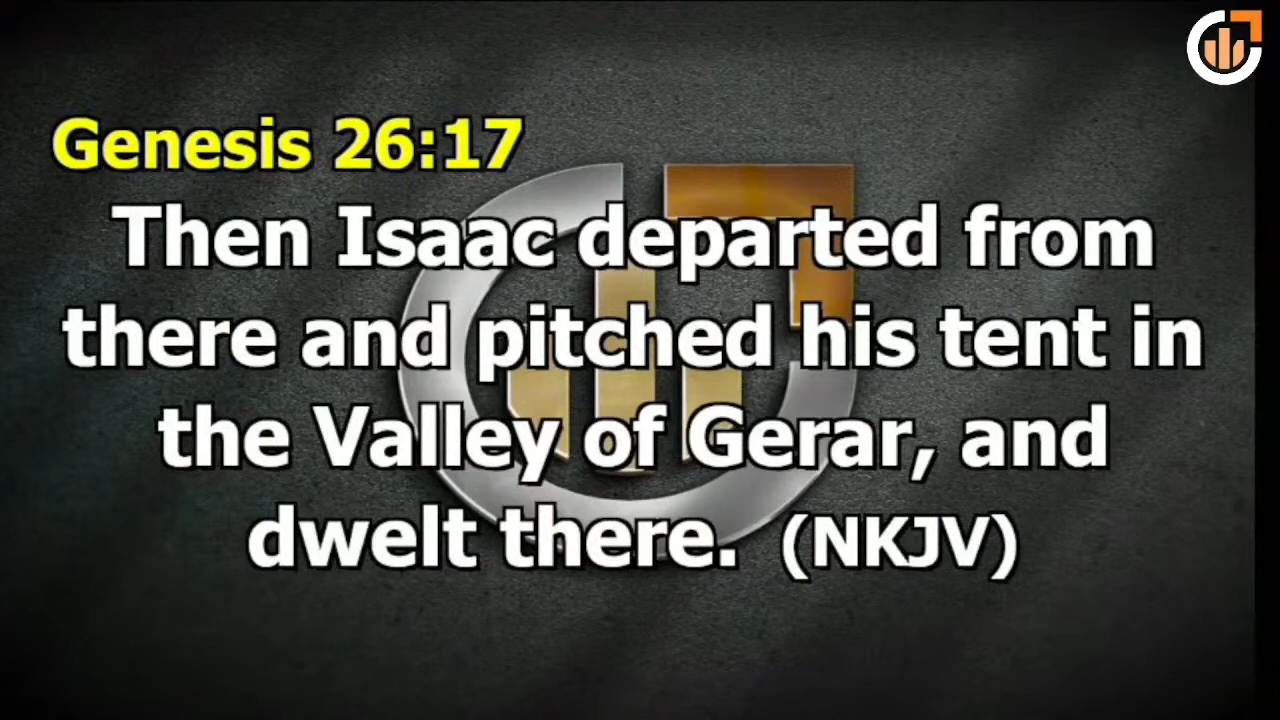 Genesis 26:17
Then Isaac departed from
there and pitched his tent in
the Valley of Gerar, and
dwelt there. (NKJV)